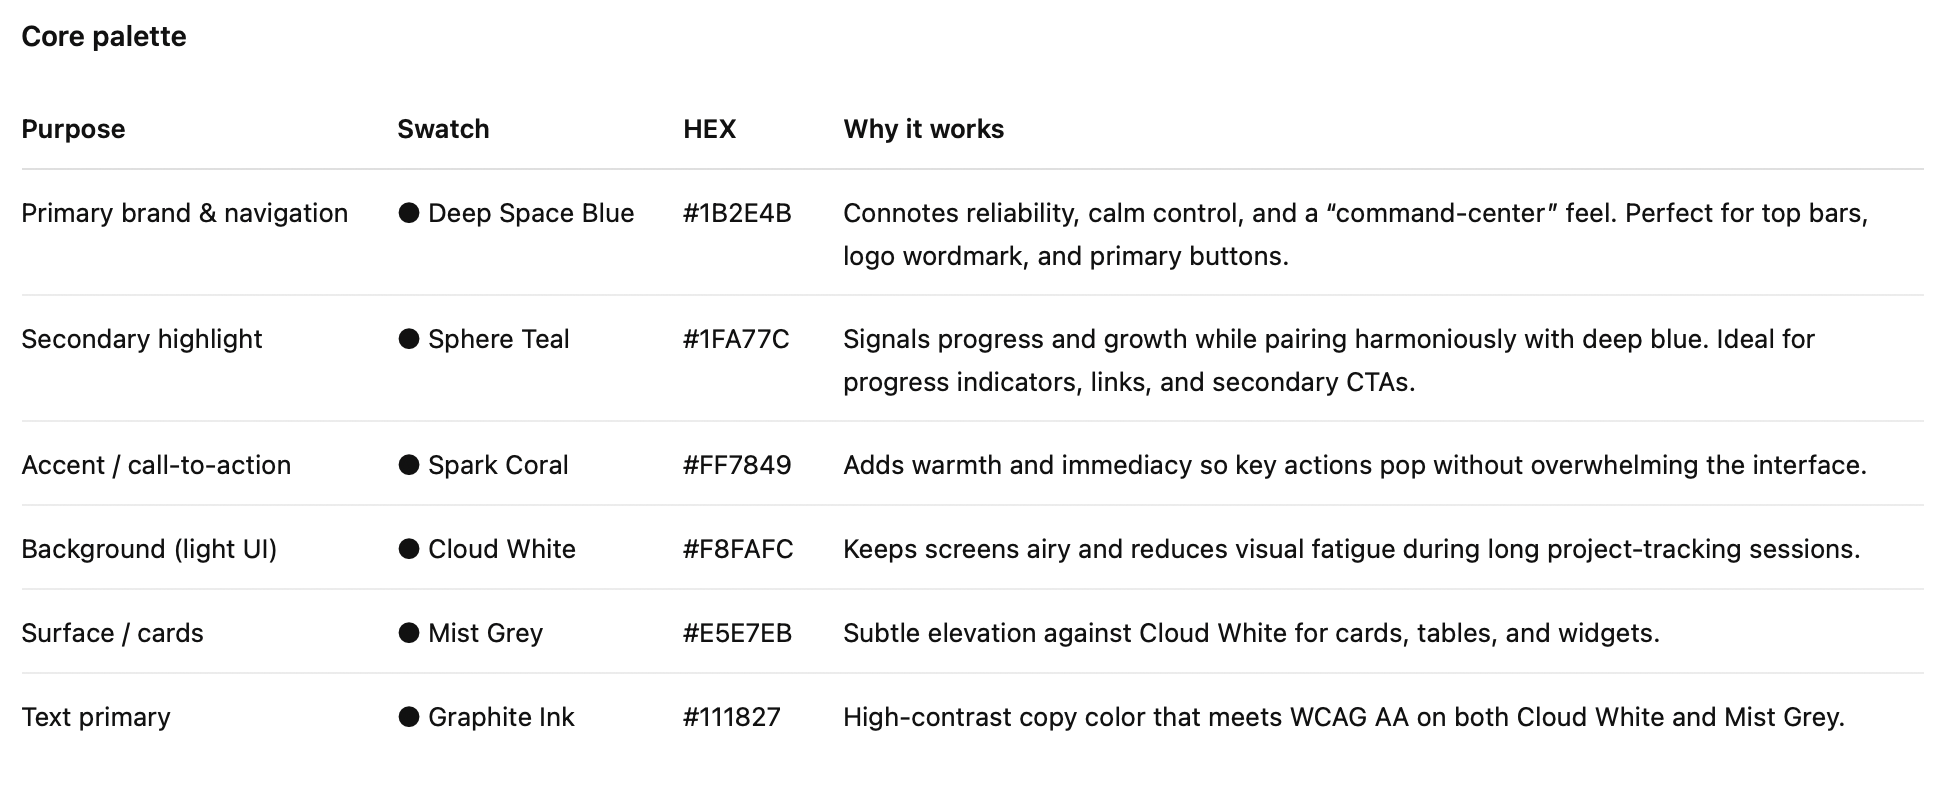 Core palette
Purpose Swatch HEX Why it works
Primary brand & navigation ● Deep Space Blue #1B2E4B Connotes reliability, calm control, and a “command-center” feel. Perfect for top bars,
logo wordmark, and primary buttons.
Secondary highlight ● Sphere Teal #1FA77C Signals progress and growth while pairing harmoniously with deep blue. Ideal for
progress indicators, links, and secondary CTAs.
Accent / call-to-action ● Spark Coral #FF7849 Adds warmth and immediacy so key actions pop without overwhelming the interface.
Background (light UI) ● Cloud White #F8FAFC Keeps screens airy and reduces visual fatigue during long project-tracking sessions.
Surface / cards ● Mist Grey #E5E7EB Subtle elevation against Cloud White for cards, tables, and widgets.
Text primary ● Graphite Ink #111827 High-contrast copy color that meets WCAG AA on both Cloud White and Mist Grey.